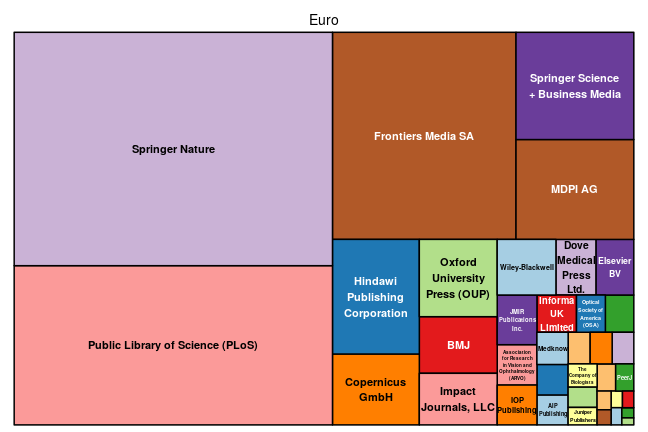 Euro
Springer Nature
Frontiers Media SA
Springer Science
+ Business Media
MDPI AG
Public Library of Science (PLoS)
Hindawi
Publishing
Corporation
Copernicus
GmbH
Oxford
University
Press (OUP)
BMJ
Impact
Journals, LLC
Wiley-Blackwell
Dove
Medical
Press
Ltd.
Elsevier
BV
JMIR
Publications
Inc.
Informa
UK
Limited
Optical
Society of
America
(OSA)
Association
for Research
in Vision and
Ophthalmology
(ARVO)
IOP
Publishing
Medknow
AIP
Publishing
The
Company of
Biologists
Juniper
Publishers
PeerJ